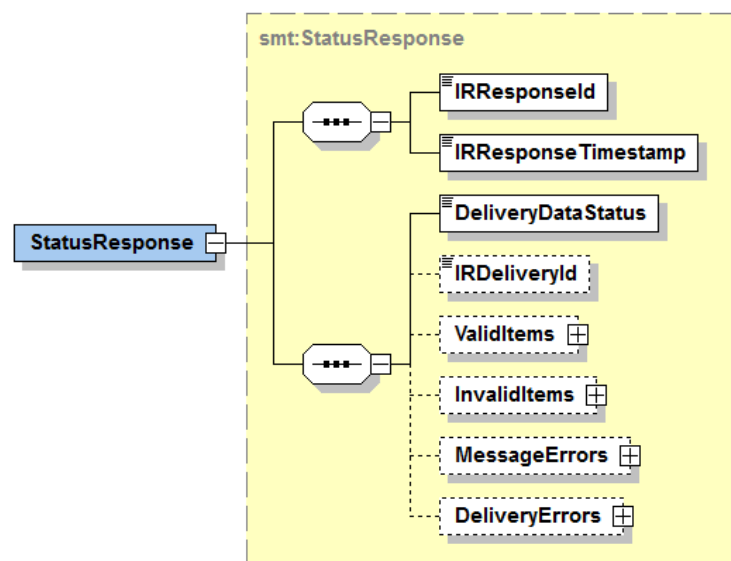 smt:StatusResponse
IRResponseId
IRResponseTimestamp
DeliveryDataStatus
StatusResponse
IRDeliveryId
ValidItems
InvalidItems
MessageErrors
DeliveryErrors